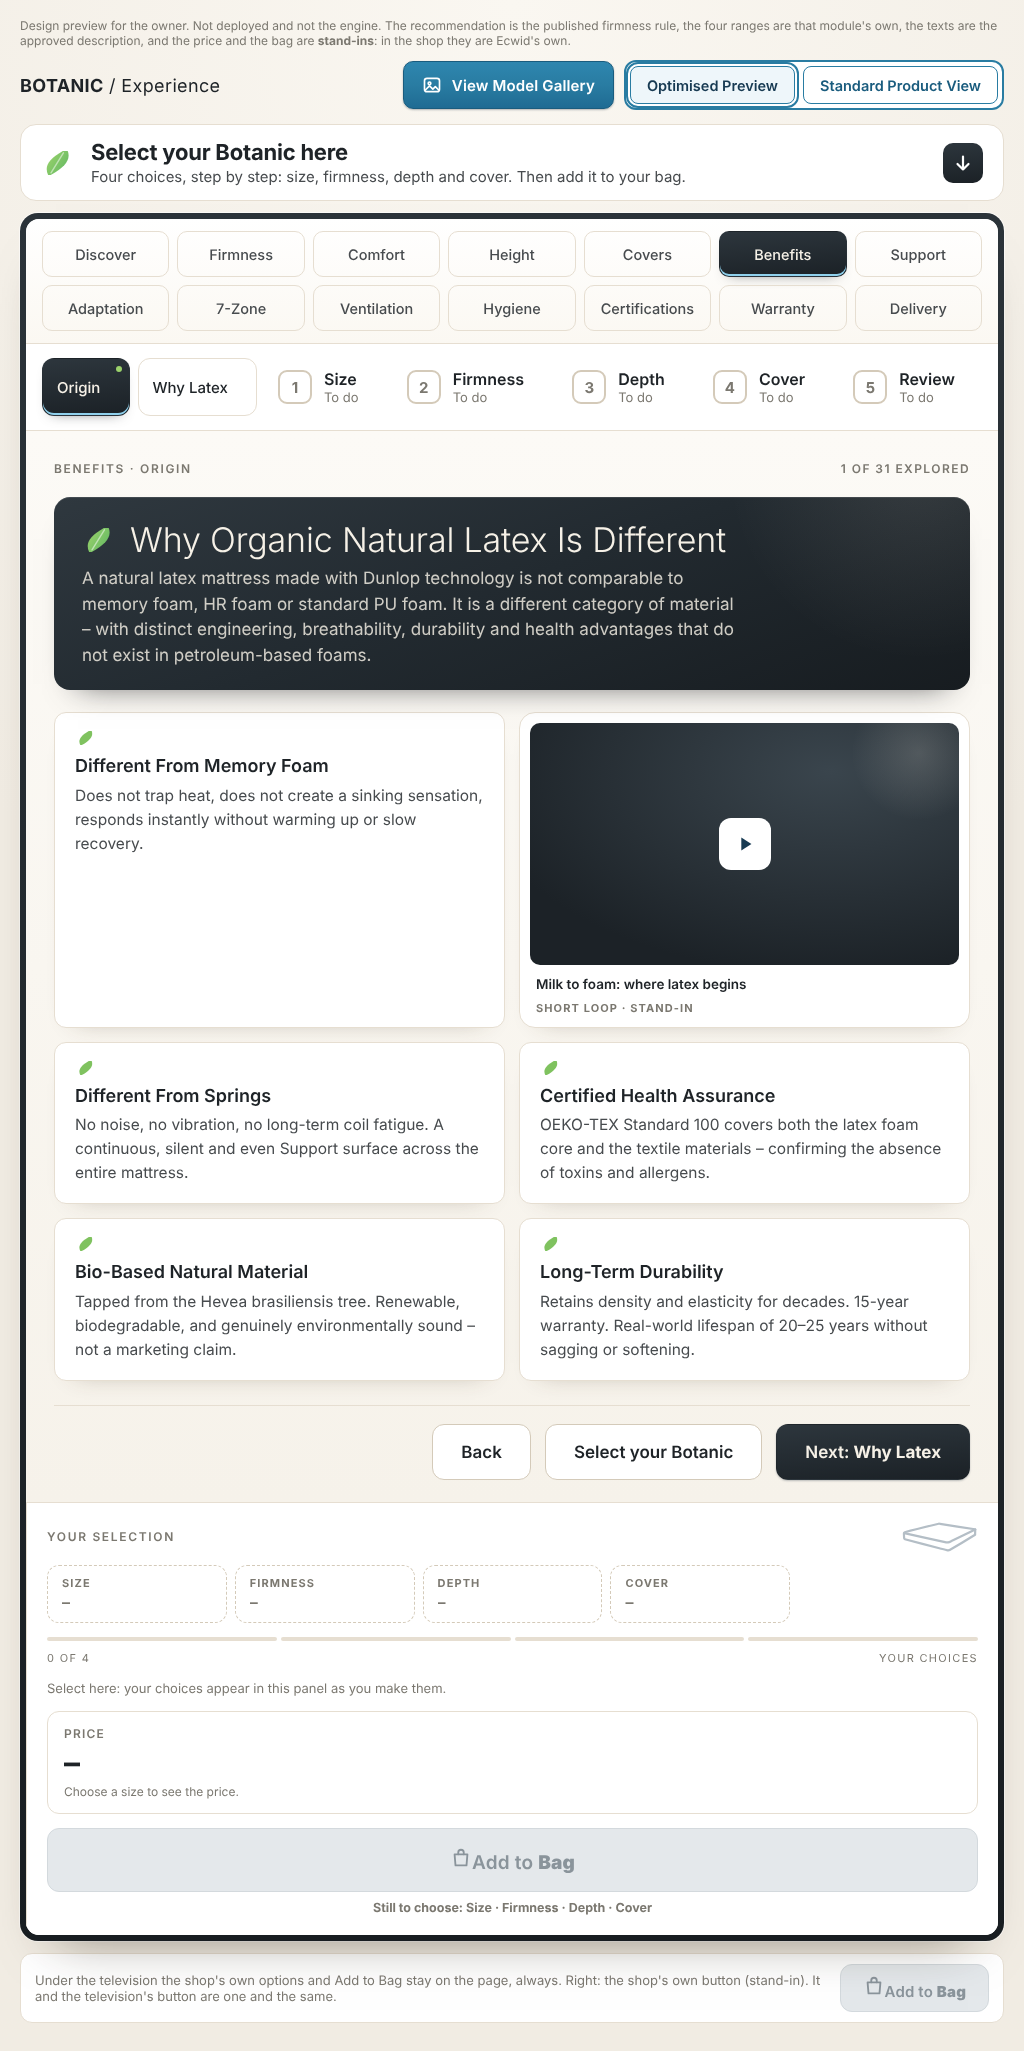 Design preview for the owner. Not deployed and not the engine. The recommendation is the published firmness rule, the four ranges are that module's own, the texts are the
approved description, and the price and the bag are stand-ins: in the shop they are Ecwid's own.
BOTANIC / Experience
View Model Gallery
Optimised Preview
Standard Product View
Select your Botanic here
Four choices, step by step: size, firmness, depth and cover. Then add it to your bag.
Discover
Firmness
Comfort
Height
Covers
Benefits
Support
Adaptation
7-Zone
Ventilation
Hygiene
Certifications
Warranty
Delivery
Origin
Why Latex
1
Size
To do
2
Firmness
To do
3
Depth
To do
4
Cover
To do
5
Review
To do
BENEFITS · ORIGIN
1 OF 31 EXPLORED
Why Organic Natural Latex Is Different
A natural latex mattress made with Dunlop technology is not comparable to
memory foam, HR foam or standard PU foam. It is a different category of material
– with distinct engineering, breathability, durability and health advantages that do
not exist in petroleum-based foams.
Different From Memory Foam
Does not trap heat, does not create a sinking sensation,
responds instantly without warming up or slow
recovery.
Milk to foam: where latex begins
SHORT LOOP · STAND-IN
Different From Springs
No noise, no vibration, no long-term coil fatigue. A
continuous, silent and even Support surface across the
entire mattress.
Certified Health Assurance
OEKO-TEX Standard 100 covers both the latex foam
core and the textile materials – confirming the absence
of toxins and allergens.
Bio-Based Natural Material
Tapped from the Hevea brasiliensis tree. Renewable,
biodegradable, and genuinely environmentally sound –
not a marketing claim.
Long-Term Durability
Retains density and elasticity for decades. 15-year
warranty. Real-world lifespan of 20–25 years without
sagging or softening.
Back
Select your Botanic
Next: Why Latex
YOUR SELECTION
SIZE
–
FIRMNESS
–
DEPTH
–
COVER
–
0 OF 4
YOUR CHOICES
Select here: your choices appear in this panel as you make them.
PRICE
–
Choose a size to see the price.
Add to Bag
Still to choose: Size · Firmness · Depth · Cover
Under the television the shop's own options and Add to Bag stay on the page, always. Right: the shop's own button (stand-in). It
and the television's button are one and the same.
Add to Bag